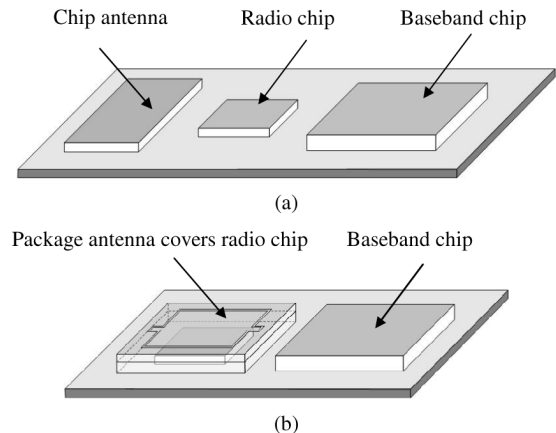 Chip antenna
Radio chip
Baseband chip
(a)
Package antenna covers radio chip
Baseband chip
(b)